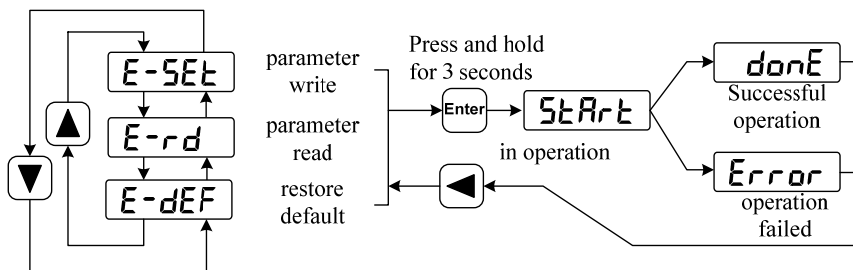 E-SEt
E-rd
E-dEF
parameter
write
parameter
read
restore
default
Press and hold
for 3 seconds
Enter
StArt
in operation
donE
Successful
operation
Error
operation
failed